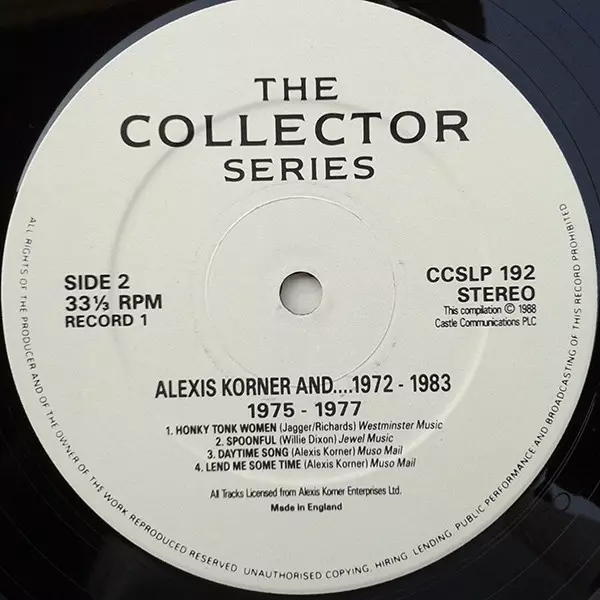 THE
COLLECTOR
SERIES
SIDE 2
33⅓ RPM
RECORD 1
CCSLP 192
STEREO
This compilation © 1988
Castle Communications PLC
ALEXIS KORNER AND....1972 - 1983
1975 - 1977
1. HONKY TONK WOMEN (Jagger/Richards) Westminster Music
2. SPOONFUL (Willie Dixon) Jewel Music
3. DAYTIME SONG (Alexis Korner) Muso Mail
4. LEND ME SOME TIME (Alexis Korner) Muso Mail
All Tracks Licensed from Alexis Korner Enterprises Ltd.
Made in England
ALL RIGHTS OF THE PRODUCER AND OF THE OWNER OF THE WORK REPRODUCED RESERVED. UNAUTHORISED COPYING, HIRING, LENDING, PUBLIC PERFORMANCE AND BROADCASTING OF THIS RECORD PROHIBITED